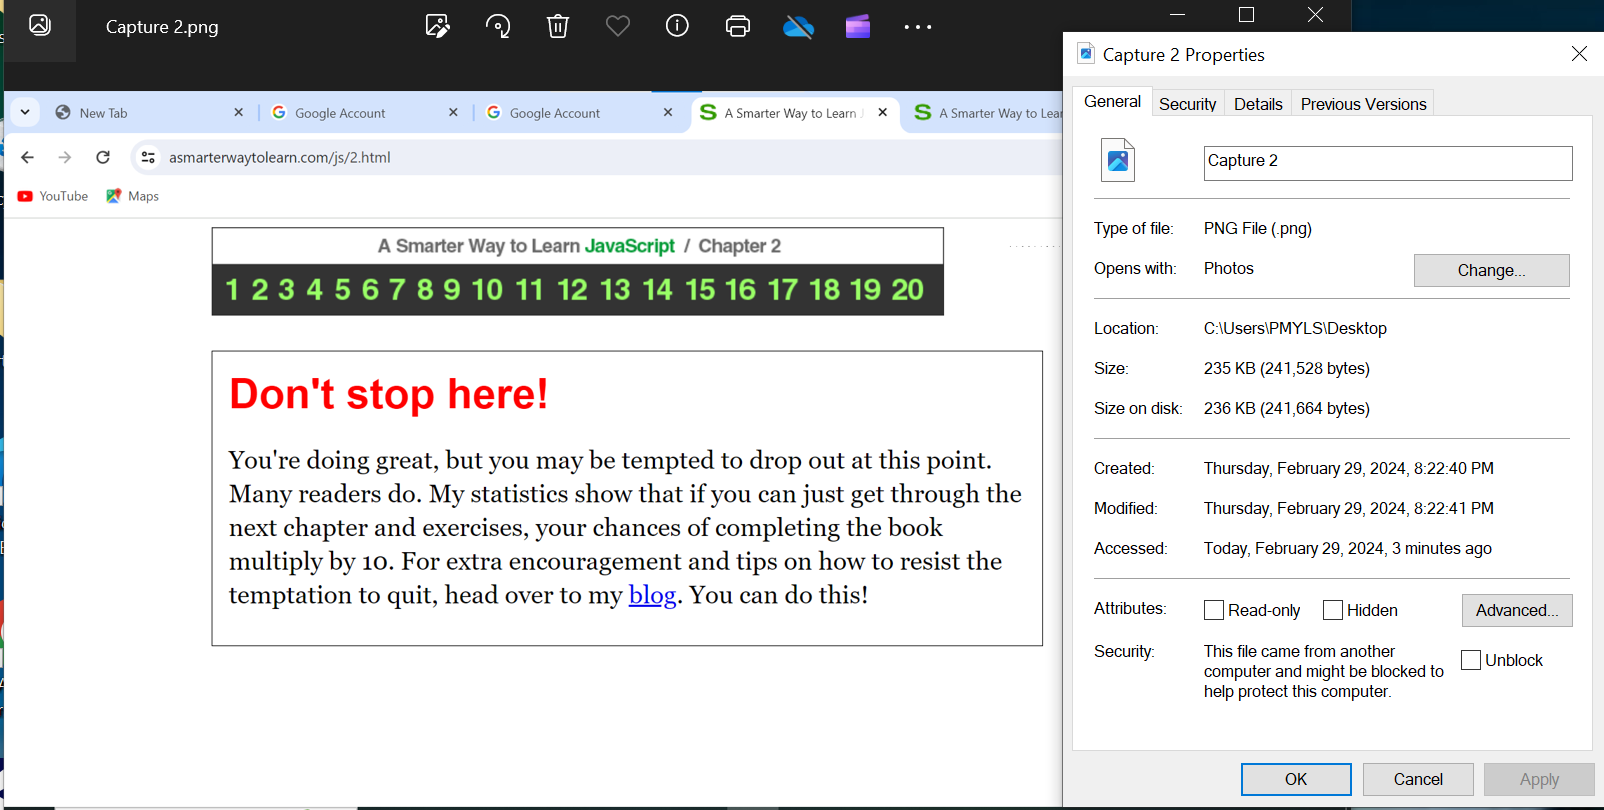 Capture 2.png
New Tab
Google Account
Google Account
A Smarter Way to Learn J
A Smarter Way to Lear
asmarterwaytolearn.com/js/2.html
YouTube
Maps
A Smarter Way to Learn JavaScript / Chapter 2
1 2 3 4 5 6 7 8 9 10 11 12 13 14 15 16 17 18 19 20
Don't stop here!
You're doing great, but you may be tempted to drop out at this point.
Many readers do. My statistics show that if you can just get through the
next chapter and exercises, your chances of completing the book
multiply by 10. For extra encouragement and tips on how to resist the
temptation to quit, head over to my blog. You can do this!
Capture 2 Properties
General Security Details Previous Versions
Capture 2
Type of file: PNG File (.png)
Opens with: Photos Change...
Location: C:\Users\PMYLS\Desktop
Size: 235 KB (241,528 bytes)
Size on disk: 236 KB (241,664 bytes)
Created: Thursday, February 29, 2024, 8:22:40 PM
Modified: Thursday, February 29, 2024, 8:22:41 PM
Accessed: Today, February 29, 2024, 3 minutes ago
Attributes: Read-only Hidden Advanced...
Security: This file came from another
computer and might be blocked to
help protect this computer.
Unblock
OK Cancel Apply